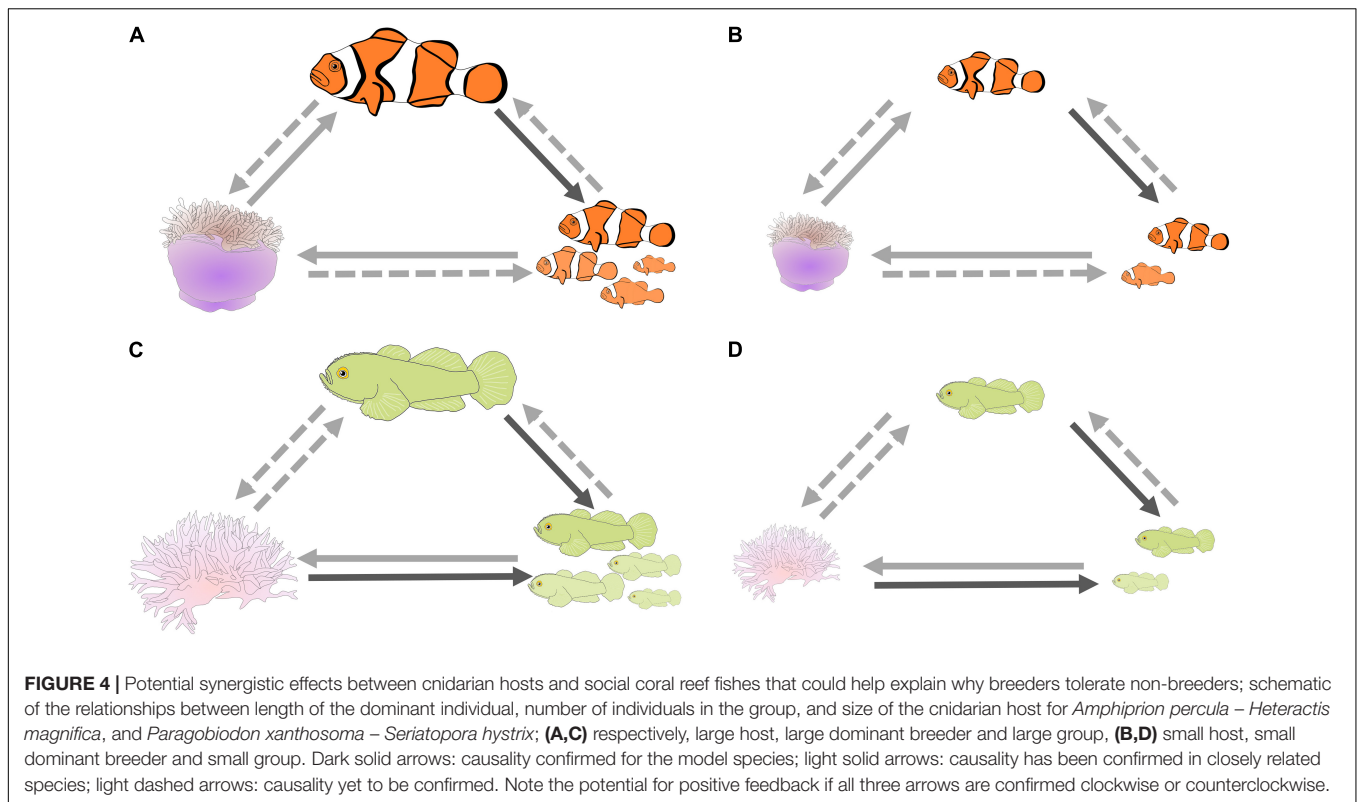 A
B
C
D
FIGURE 4 | Potential synergistic effects between cnidarian hosts and social coral reef fishes that could help explain why breeders tolerate non-breeders; schematic
of the relationships between length of the dominant individual, number of individuals in the group, and size of the cnidarian host for Amphiprion percula – Heteractis
magnifica, and Paragobiodon xanthosoma – Seriatopora hystrix; (A,C) respectively, large host, large dominant breeder and large group, (B,D) small host, small
dominant breeder and small group. Dark solid arrows: causality confirmed for the model species; light solid arrows: causality has been confirmed in closely related
species; light dashed arrows: causality yet to be confirmed. Note the potential for positive feedback if all three arrows are confirmed clockwise or counterclockwise.